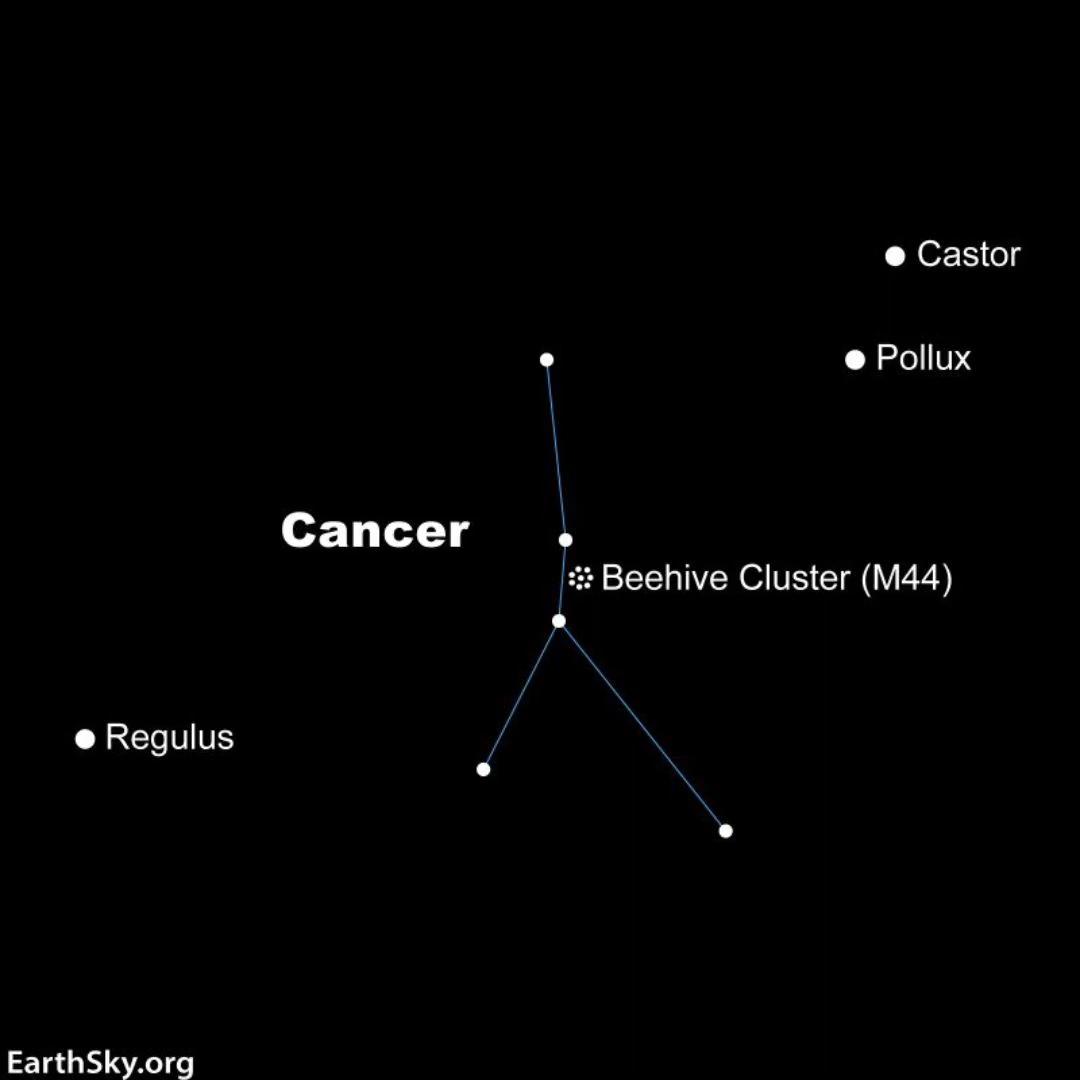 Castor
Pollux
Cancer
Beehive Cluster (M44)
Regulus
EarthSky.org